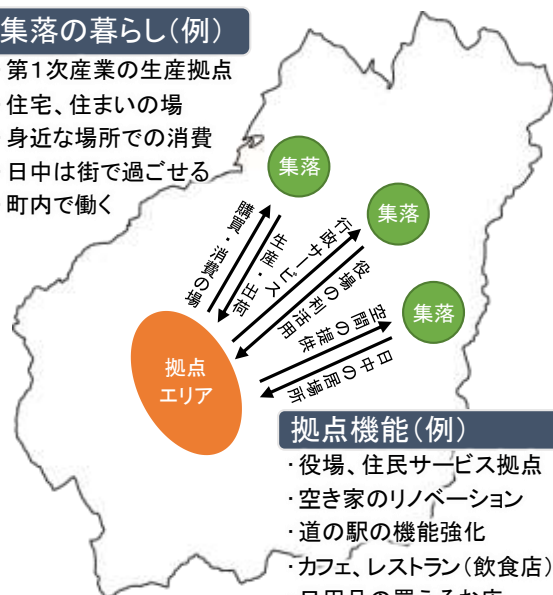 集落の暮らし(例)
第1次産業の生産拠点
住宅、住まいの場
身近な場所での消費
日中は街で過ごせる
町内で働く
集落
集落
集落
購買・消費の場
生産・出荷
行政サービス
役場の利活用
空間の提供
日中の居場所
拠点
エリア
拠点機能(例)
・役場、住民サービス拠点
・空き家のリノベーション
・道の駅の機能強化
・カフェ、レストラン(飲食店)